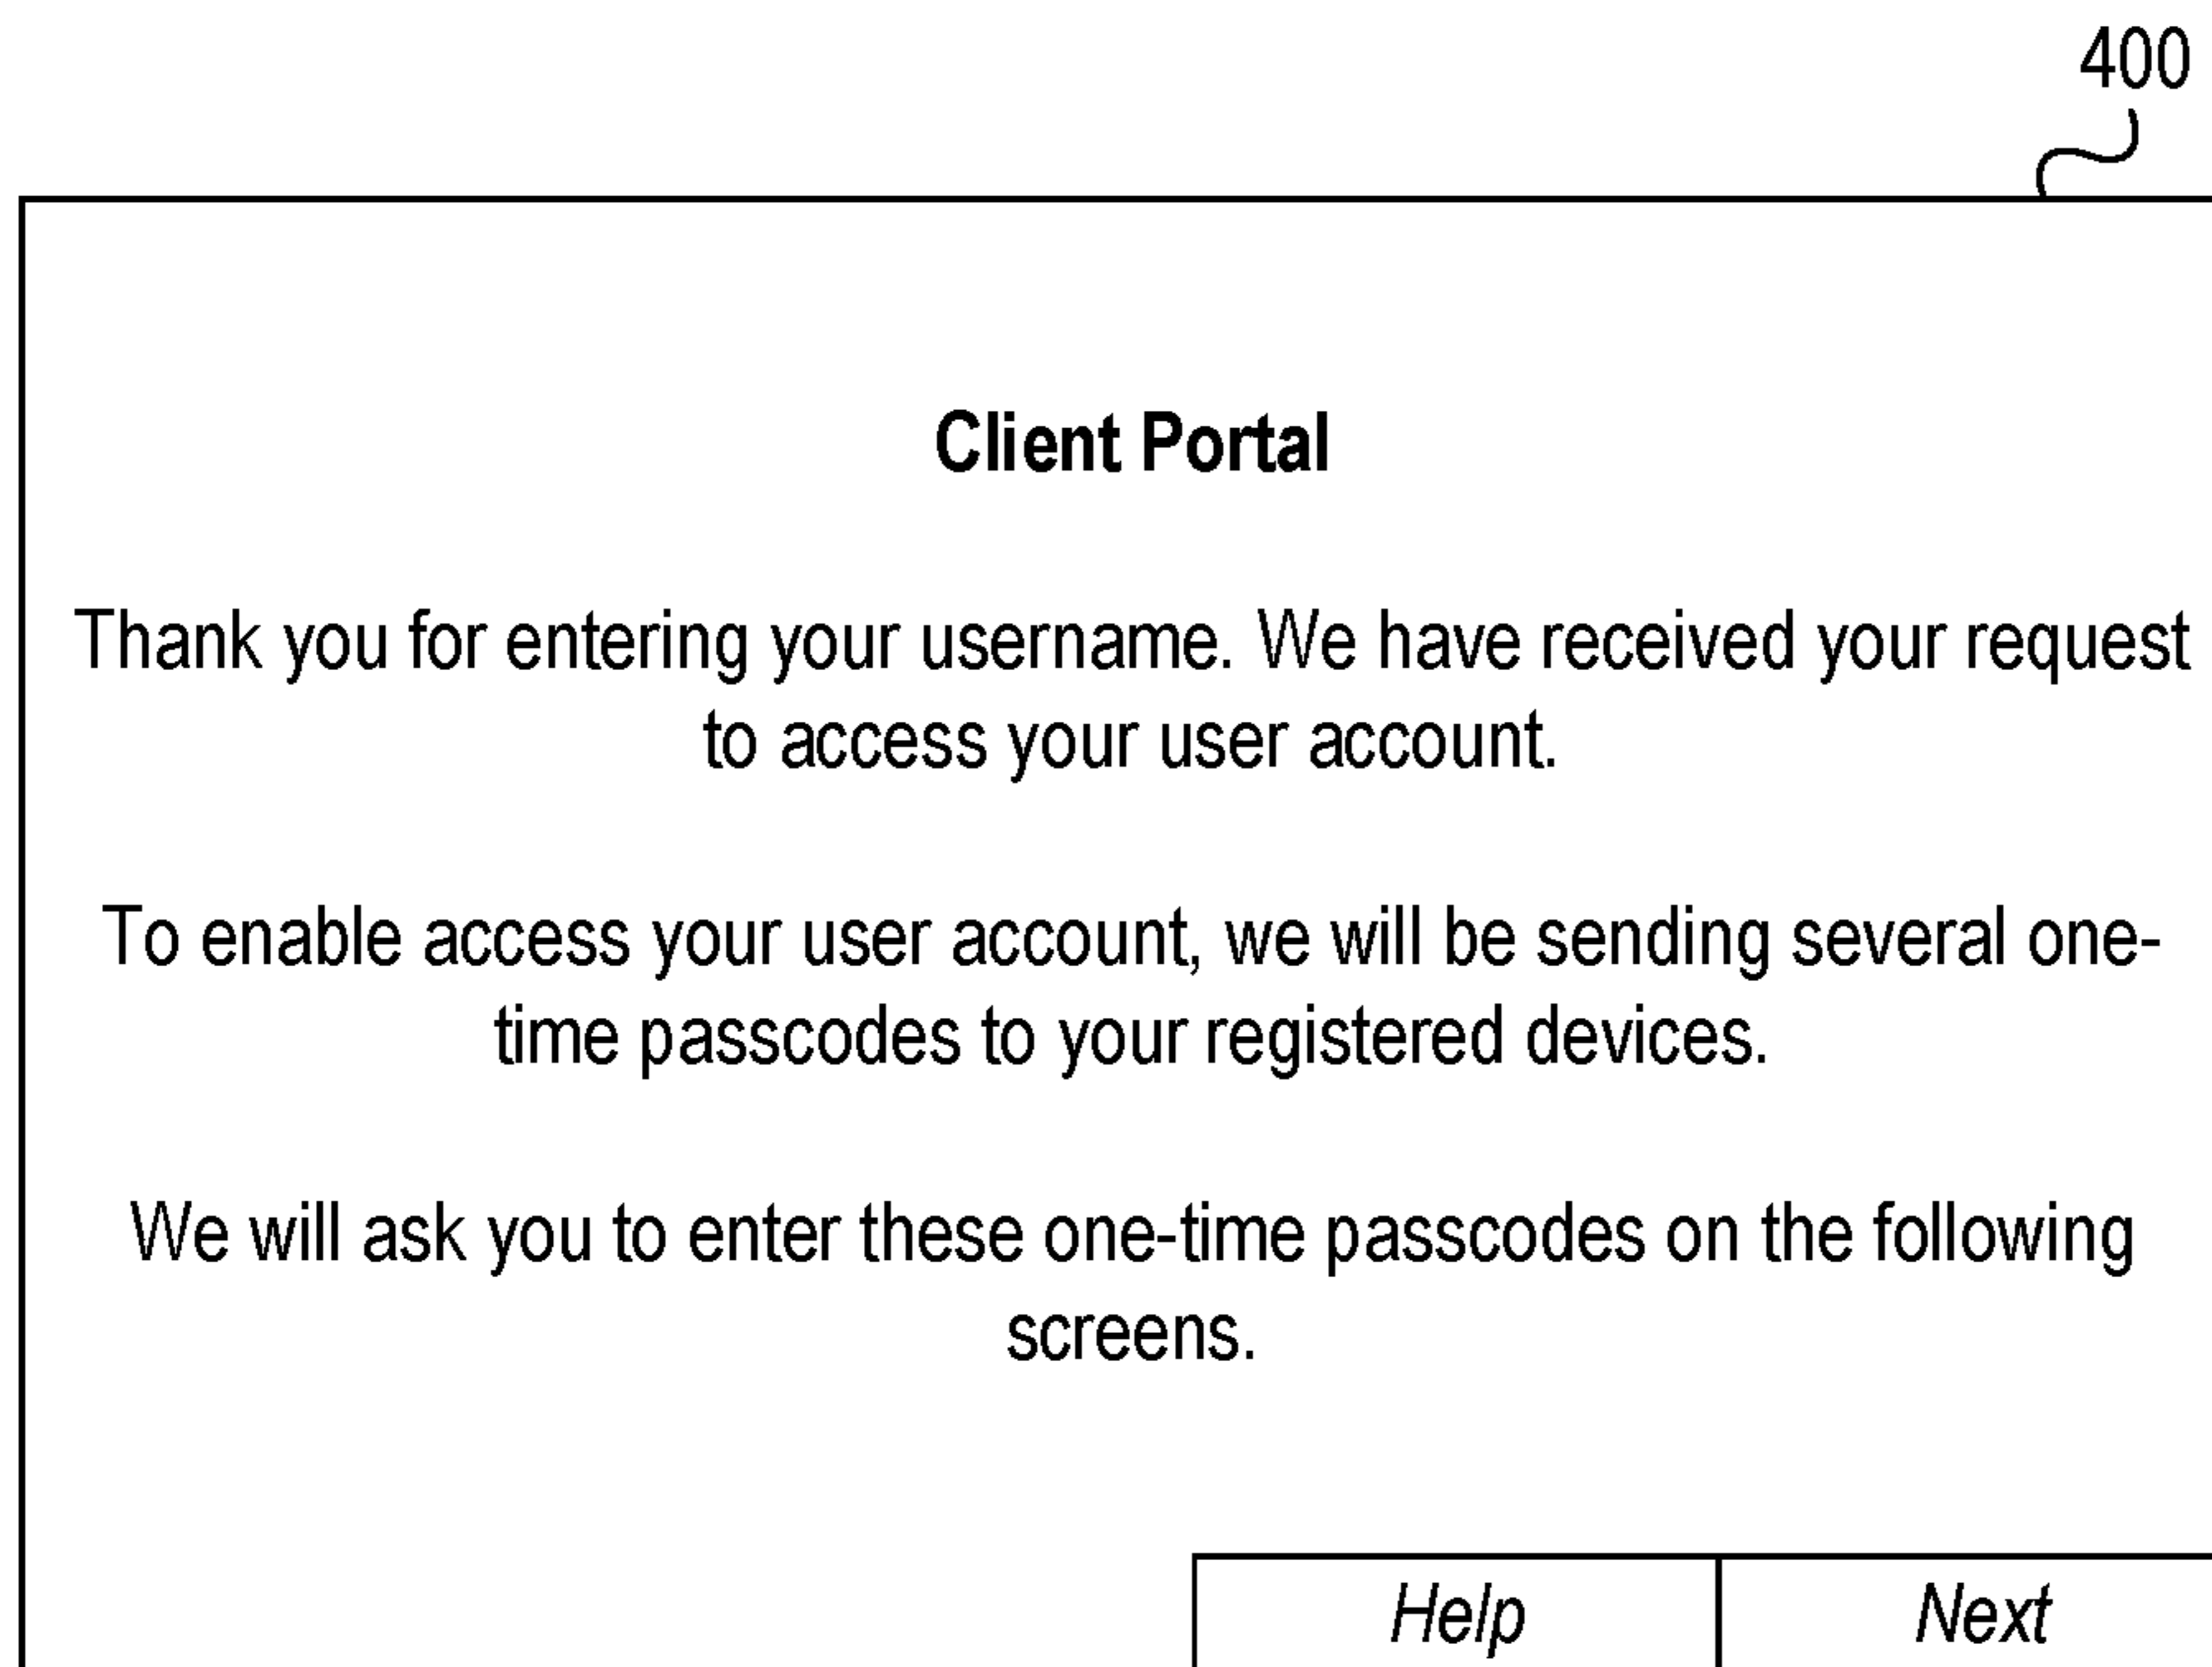 400
Client Portal
Thank you for entering your username. We have received your request
to access your user account.
To enable access your user account, we will be sending several one-
time passcodes to your registered devices.
We will ask you to enter these one-time passcodes on the following
screens.
Help
Next